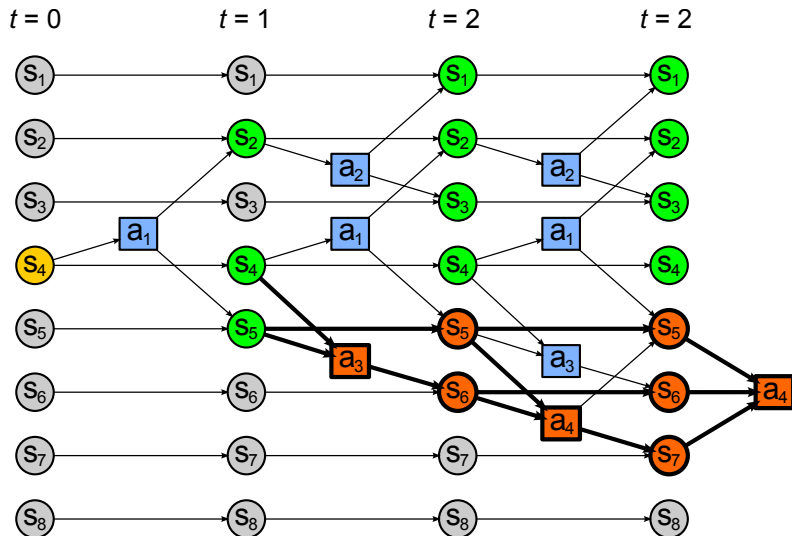 t = 0 t = 1 t = 2 t = 2
s1 s1 s1 s1
s2 s2 s2 s2
a2 a2
s3 s3 s3 s3
a1 a1 a1
s4 s4 s4 s4
s5 s5 s5 s5
a3 a3
s6 s6 s6 s6
a4
a4
s7 s7 s7 s7
s8 s8 s8 s8